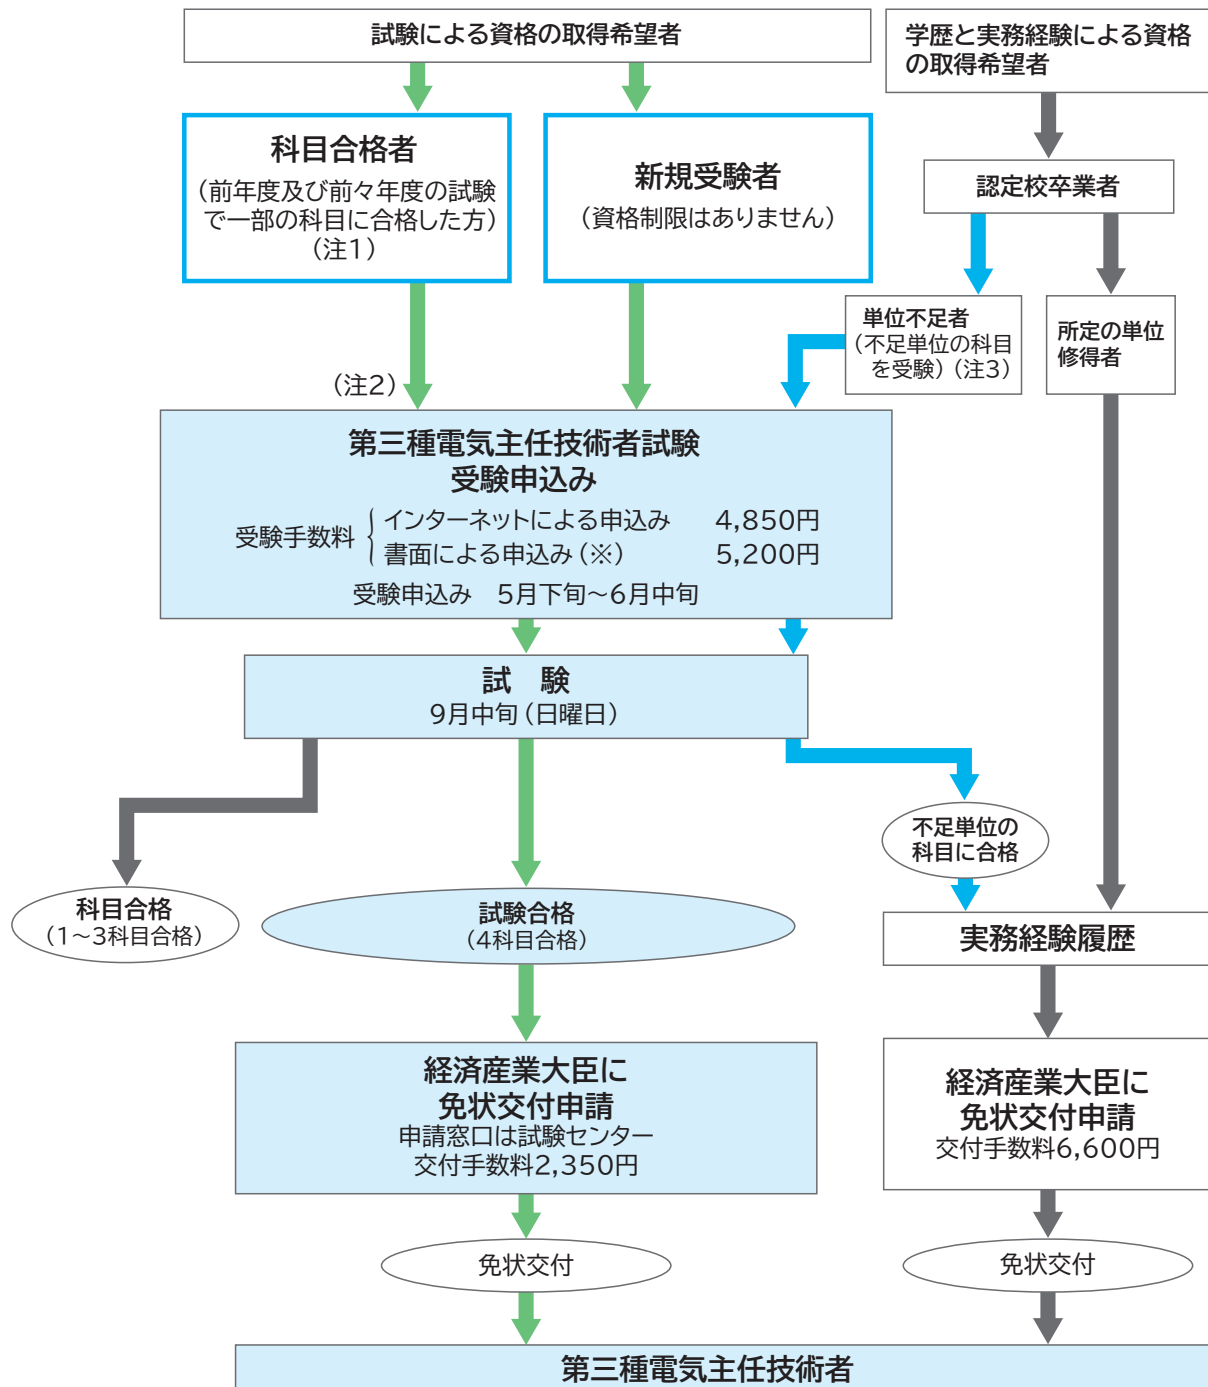 試験による資格の取得希望者
学歴と実務経験による資格
の取得希望者
科目合格者
(前年度及び前々年度の試験
で一部の科目に合格した方)
(注1)
新規受験者
(資格制限はありません)
認定校卒業者
単位不足者
(不足単位の科目
を受験)(注3)
所定の単位
修得者
(注2)
第三種電気主任技術者試験
受験申込み
受験手数料
インターネットによる申込み 4,850円
書面による申込み(※) 5,200円
受験申込み 5月下旬〜6月中旬
試 験
9月中旬(日曜日)
不足単位の
科目に合格
科目合格
(1〜3科目合格)
試験合格
(4科目合格)
実務経験履歴
経済産業大臣に
免状交付申請
申請窓口は試験センター
交付手数料2,350円
経済産業大臣に
免状交付申請
交付手数料6,600円
免状交付
免状交付
第三種電気主任技術者